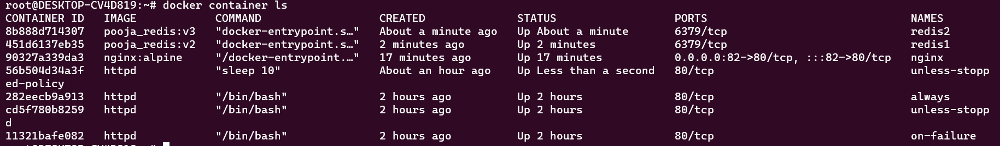 root@DESKTOP-CV4D819:~# docker container ls
CONTAINER ID   IMAGE            COMMAND                  CREATED              STATUS                  PORTS                               NAMES
8b888d714307   pooja_redis:v3   "docker-entrypoint.s…"   About a minute ago   Up About a minute       6379/tcp                            redis2
451d6137eb35   pooja_redis:v2   "docker-entrypoint.s…"   2 minutes ago        Up 2 minutes            6379/tcp                            redis1
90327a339da3   nginx:alpine     "/docker-entrypoint.…"   17 minutes ago       Up 17 minutes           0.0.0.0:82->80/tcp, :::82->80/tcp   nginx
56b504d34a3f   httpd            "sleep 10"               About an hour ago    Up Less than a second   80/tcp                              unless-stopp
ed-policy
282eecb9a913   httpd            "/bin/bash"              2 hours ago          Up 2 hours              80/tcp                              always
cd5f780b8259   httpd            "/bin/bash"              2 hours ago          Up 2 hours              80/tcp                              unless-stopp
d
11321bafe082   httpd            "/bin/bash"              2 hours ago          Up 2 hours              80/tcp                              on-failure